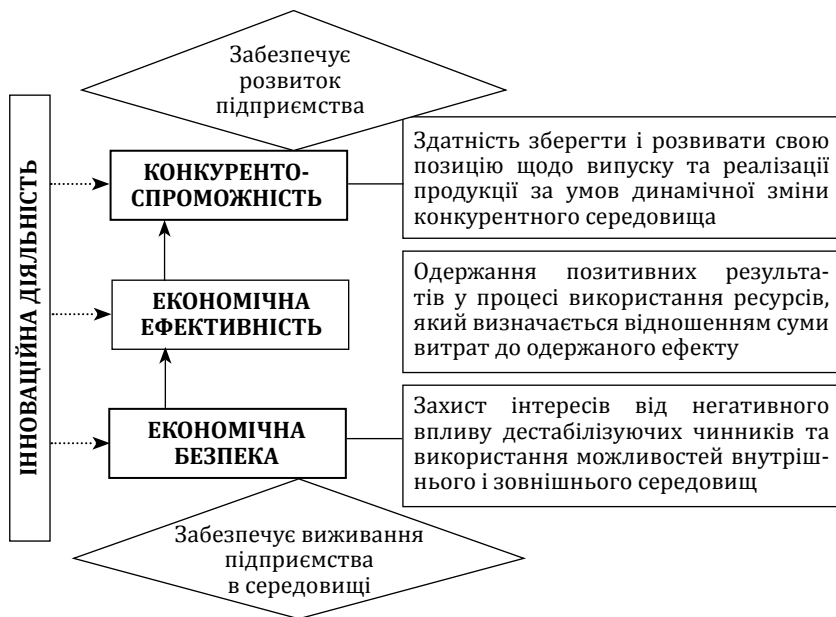 Забезпечує
розвиток
підприємства
ІННОВАЦІЙНА ДІЯЛЬНІСТЬ
КОНКУРЕНТО-
СПРОМОЖНІСТЬ
Здатність зберегти і розвивати свою
позицію щодо випуску та реалізації
продукції за умов динамічної зміни
конкурентного середовища
ЕКОНОМІЧНА
ЕФЕКТИВНІСТЬ
Одержання позитивних результа-
тів у процесі використання ресурсів,
який визначається відношенням суми
витрат до одержаного ефекту
ЕКОНОМІЧНА
БЕЗПЕКА
Захист інтересів від негативного
впливу дестабілізуючих чинників та
використання можливостей внутріш-
нього і зовнішнього середовищ
Забезпечує виживання
підприємства
в середовищі